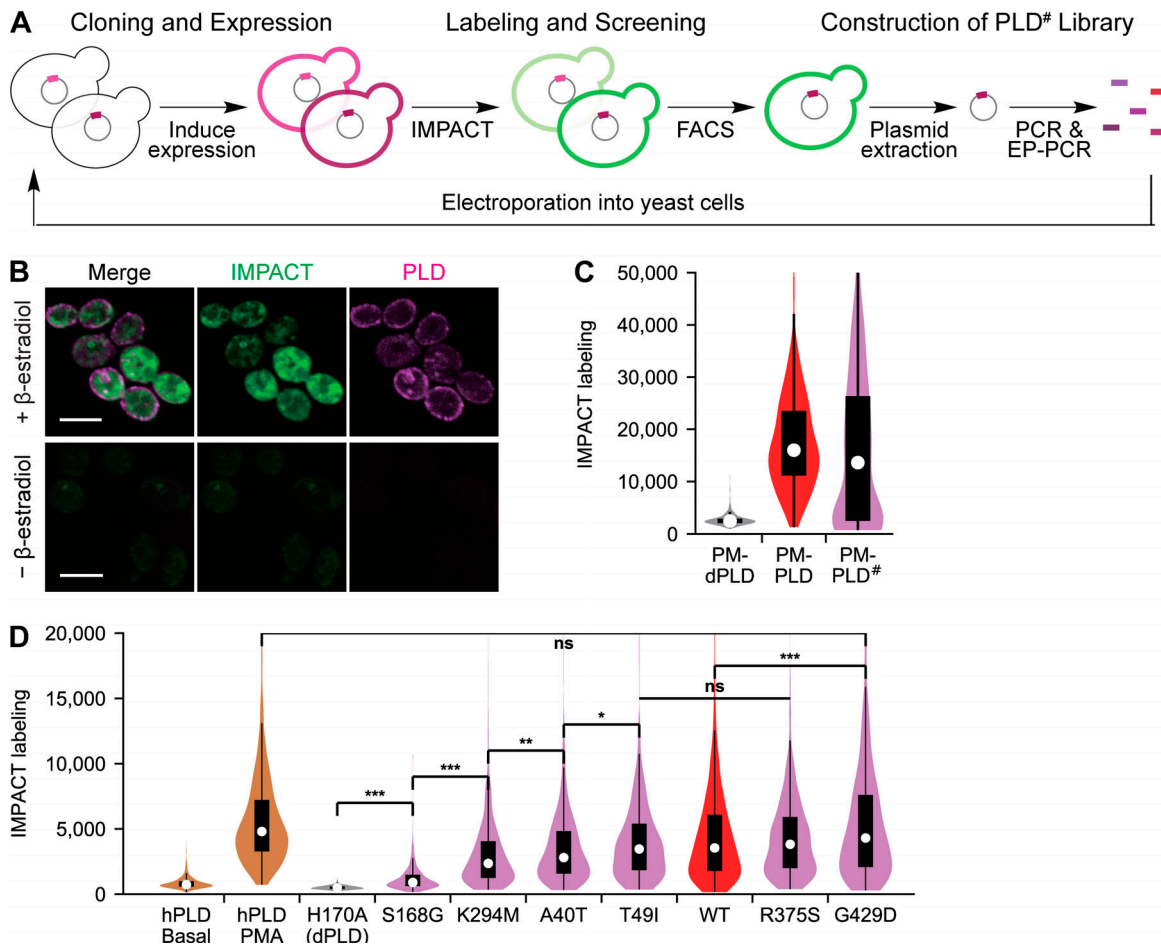 A
Cloning and Expression
Labeling and Screening
Construction of PLD#  Library
Induce
expression
IMPACT
FACS
Plasmid
extraction
PCR &
EP-PCR
Electroporation into yeast cells
B
Merge
IMPACT
PLD
+ β-estradiol
− β-estradiol
C
IMPACT labeling
50,000
40,000
30,000
20,000
10,000
0
PM-
dPLD
PM-
PLD
PM-
PLD#
D
IMPACT labeling
20,000
15,000
10,000
5,000
0
ns
***
ns
*
**
***
***
hPLD
Basal
hPLD
PMA
H170A
(dPLD)
S168G
K294M
A40T
T49I
WT
R375S
G429D